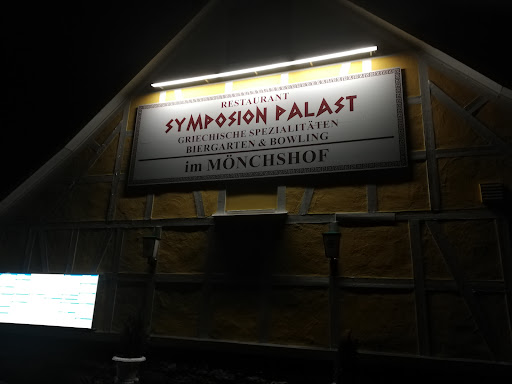 RESTAURANT
SYMPOSION PALAST
GRIECHISCHE SPEZIALITÄTEN
BIERGARTEN & BOWLING
im MÖNCHSHOF